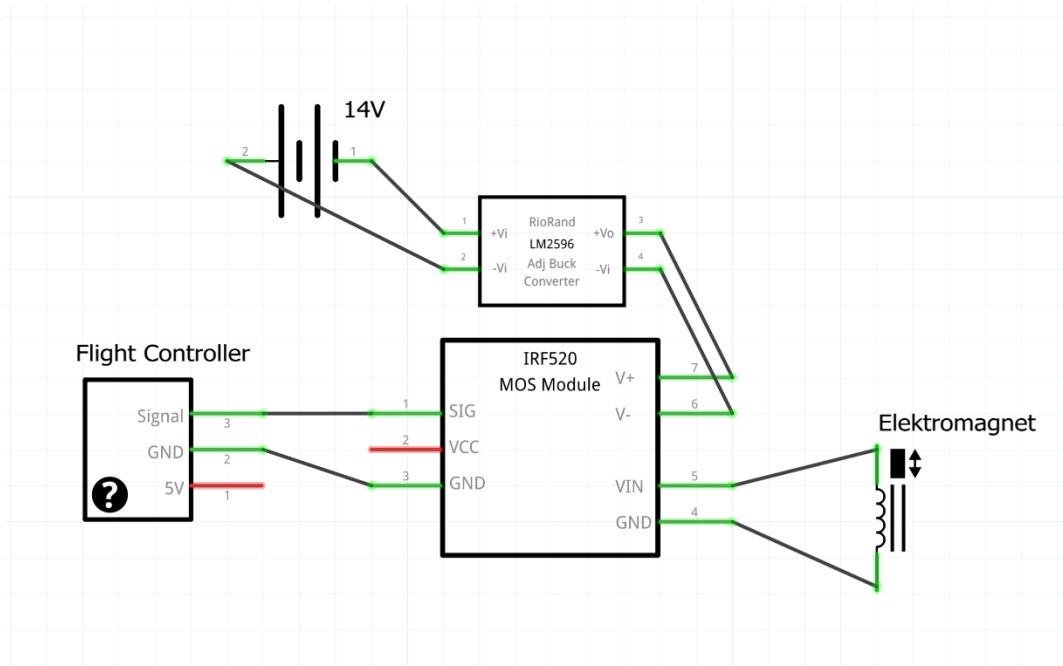 14V
2
1
1
+Vi
2
-Vi
RioRand
LM2596
Adj Buck
Converter
+Vo
3
-Vi
4
Flight Controller
Signal
3
GND
2
5V
1
?
IRF520
MOS Module
1
SIG
2
VCC
3
GND
V+
7
V-
6
VIN
5
GND
4
Elektromagnet